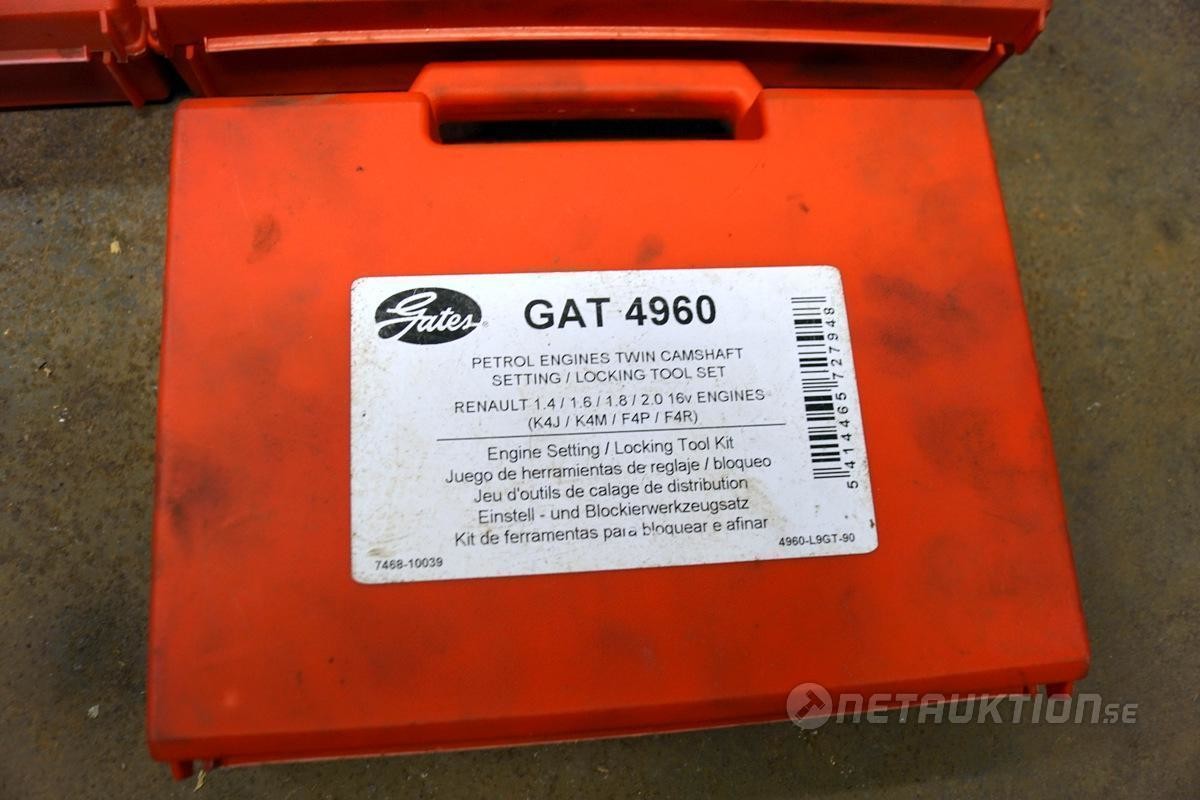 Gates®
GAT 4960
PETROL ENGINES TWIN CAMSHAFT
SETTING / LOCKING TOOL SET
RENAULT 1.4 / 1.6 / 1.8 / 2.0 16v ENGINES
(K4J / K4M / F4P / F4R)
Engine Setting / Locking Tool Kit
Juego de herramientas de reglaje / bloqueo
Jeu d'outils de calage de distribution
Einstell - und Blockierwerkzeugsatz
Kit de ferramentas para bloquear e afinar
7468-10039
4960-L9GT-90
5 414465 727948
NETAUKTION.SE